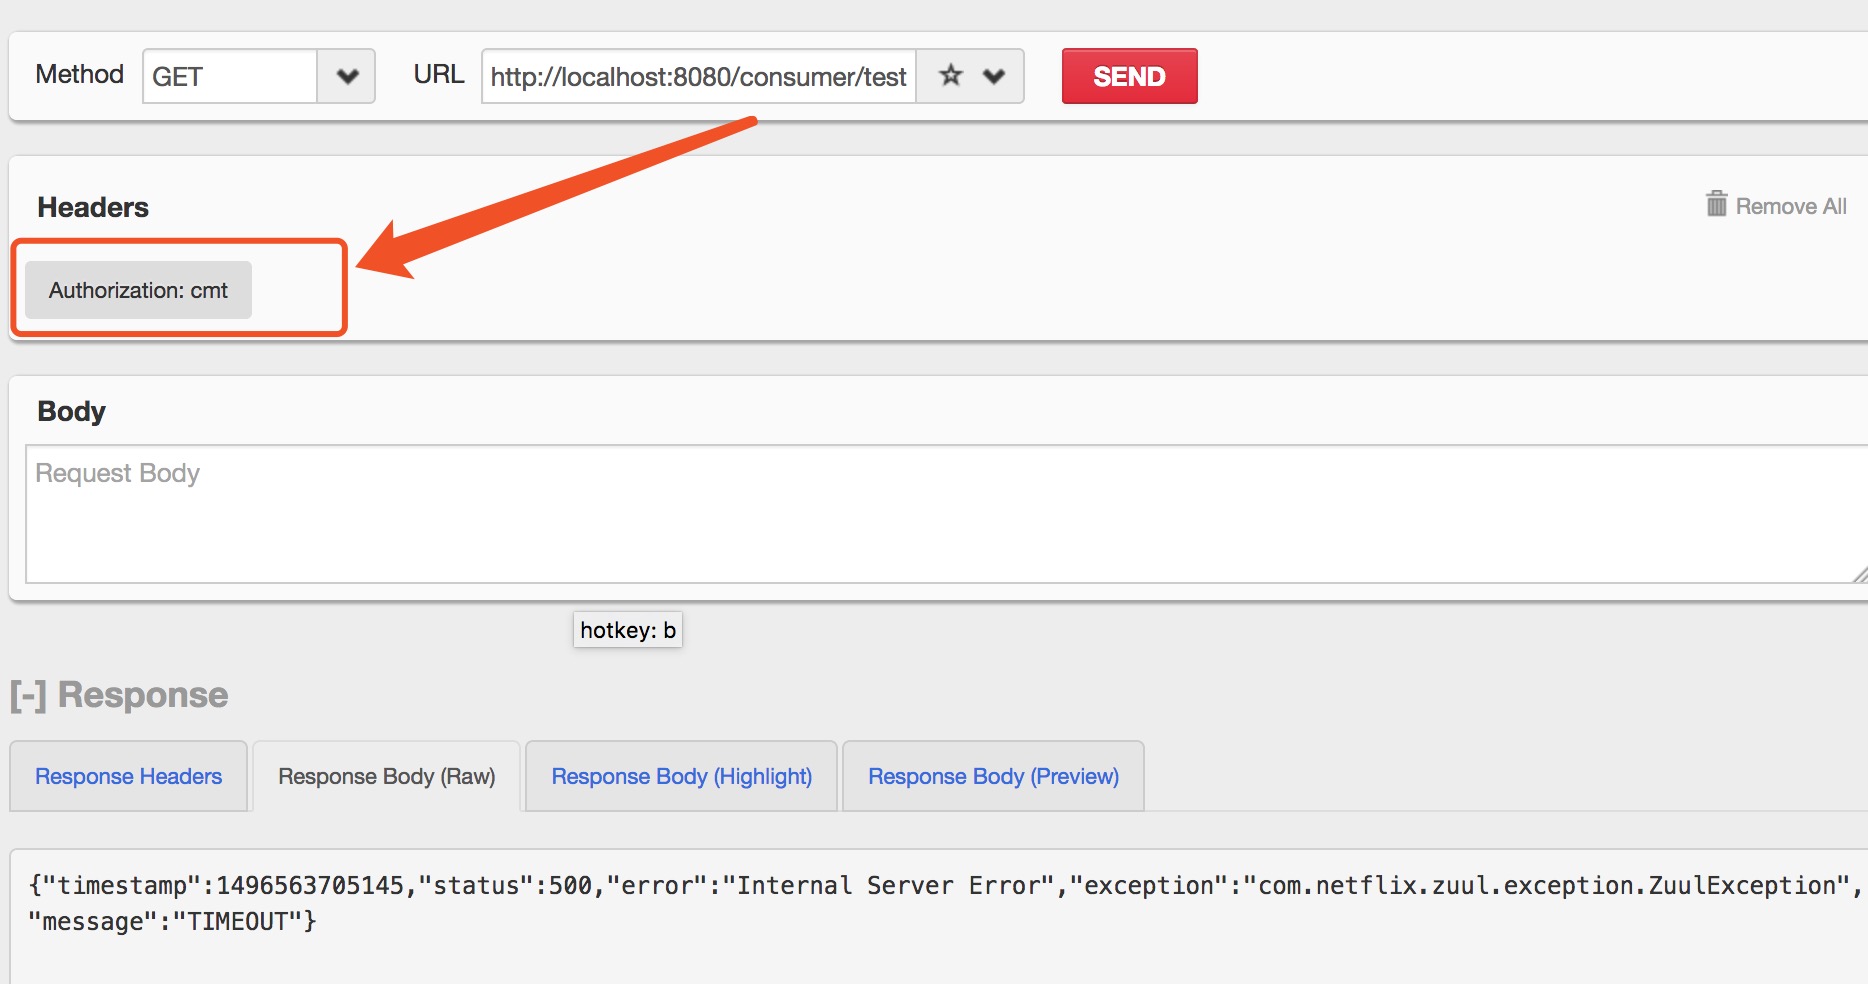 Method GET URL http://localhost:8080/consumer/test SEND
Headers
Remove All
Authorization: cmt
Body
Request Body
hotkey: b
[-] Response
Response Headers Response Body (Raw) Response Body (Highlight) Response Body (Preview)
{"timestamp":1496563705145,"status":500,"error":"Internal Server Error","exception":"com.netflix.zuul.exception.ZuulException",
"message":"TIMEOUT"}